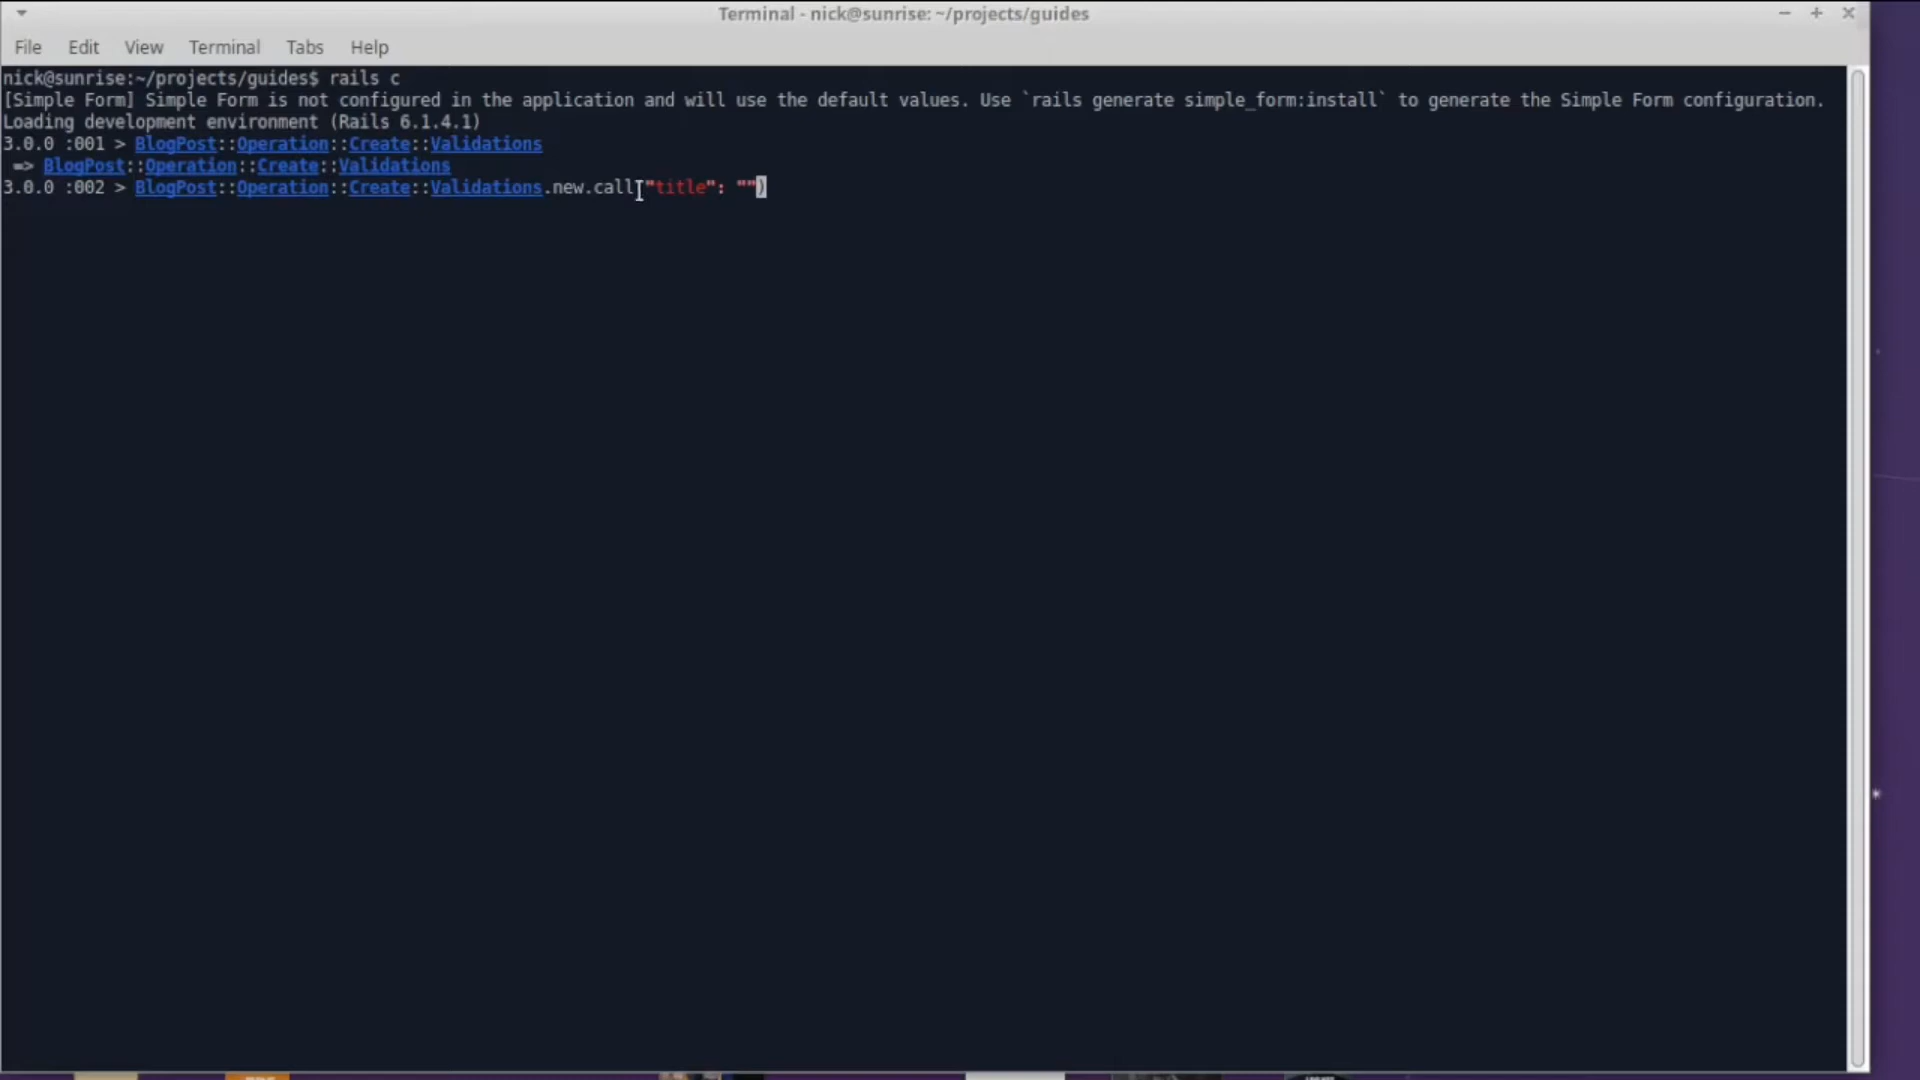 Terminal - nick@sunrise: ~/projects/guides
File Edit View Terminal Tabs Help
nick@sunrise:~/projects/guides$ rails c
[Simple Form] Simple Form is not configured in the application and will use the default values. Use `rails generate simple_form:install` to generate the Simple Form configuration.
Loading development environment (Rails 6.1.4.1)
3.0.0 :001 > BlogPost::Operation::Create::Validations
=> BlogPost::Operation::Create::Validations
3.0.0 :002 > BlogPost::Operation::Create::Validations.new.call("title": "")